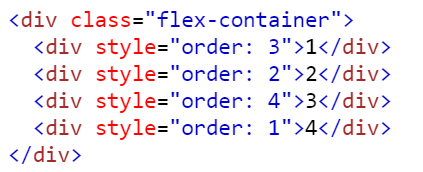 <div class="flex-container">
  <div style="order: 3">1</div>
  <div style="order: 2">2</div>
  <div style="order: 4">3</div>
  <div style="order: 1">4</div>
</div>